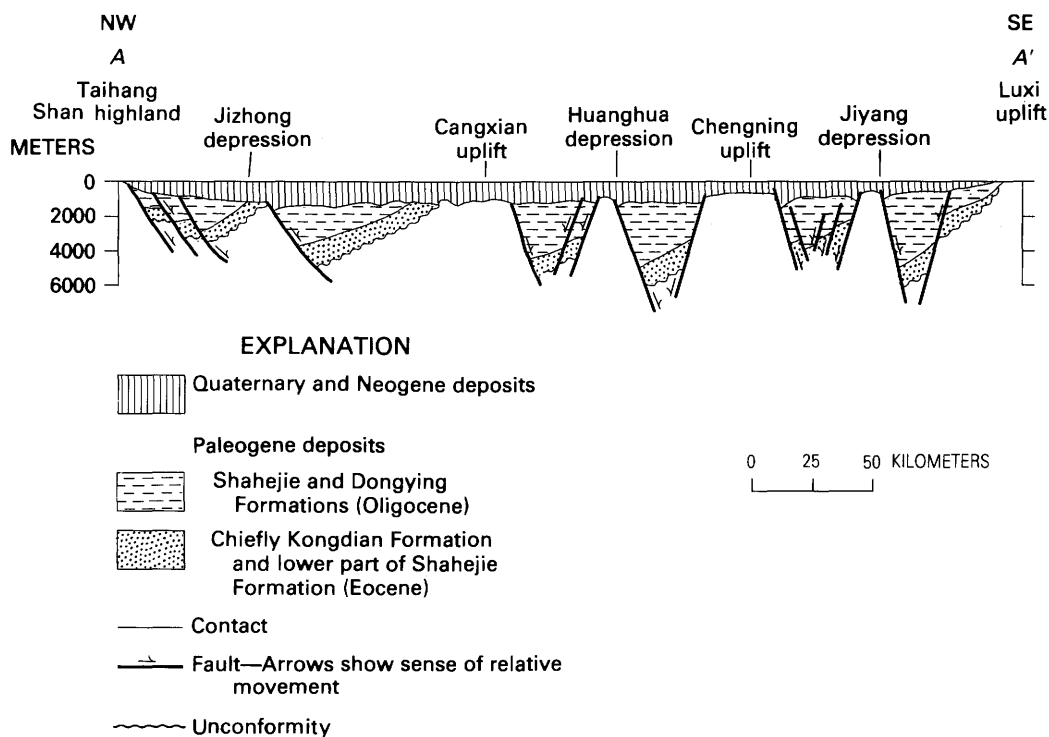 NW
A
Taihang
Shan highland
Jizhong
depression
Cangxian
uplift
Huanghua
depression
Chengning
uplift
Jiyang
depression
SE
A'
Luxi
uplift
METERS
0
2000
4000
6000
EXPLANATION
Quaternary and Neogene deposits
Paleogene deposits
Shahejie and Dongying
Formations (Oligocene)
Chiefly Kongdian Formation
and lower part of Shahejie
Formation (Eocene)
Contact
Fault—Arrows show sense of relative
movement
Unconformity
0 25 50 KILOMETERS